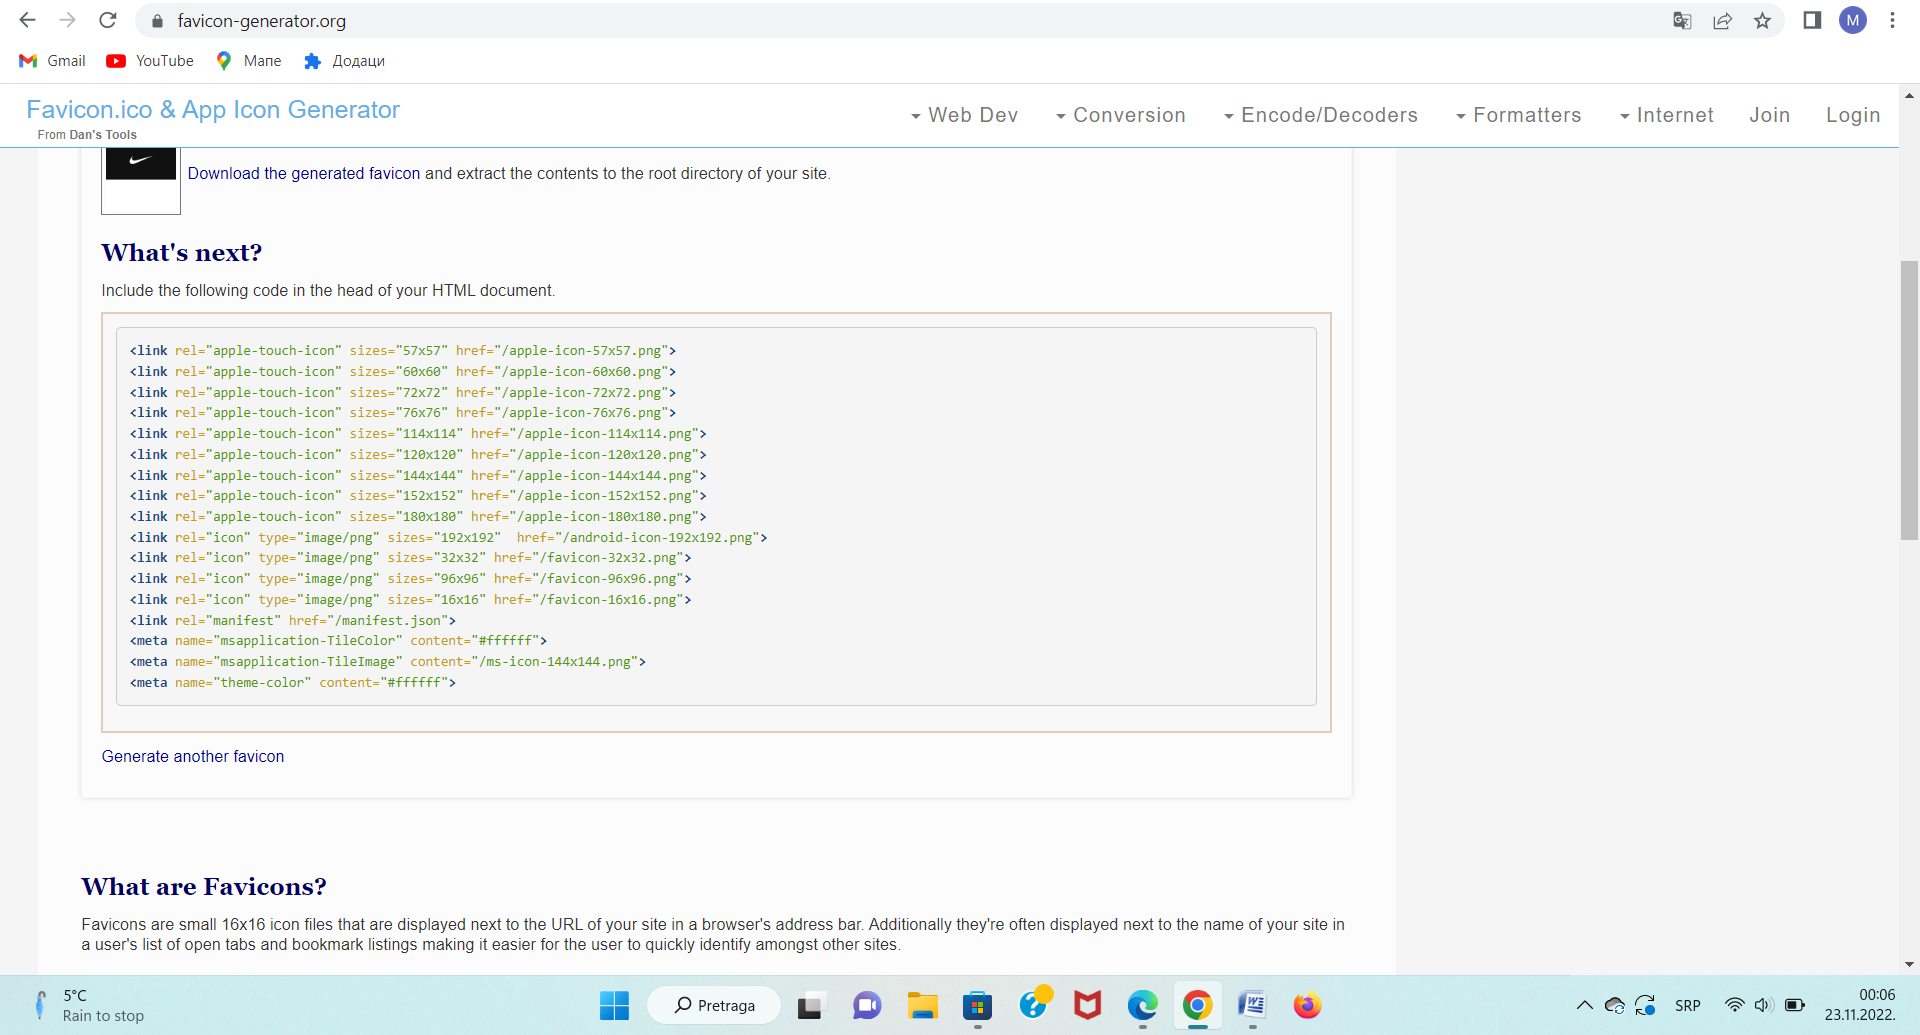 favicon-generator.org
M
Gmail YouTube Мапе Додаци
Favicon.ico & App Icon Generator
From Dan's Tools
Web Dev Conversion Encode/Decoders Formatters Internet Join Login
Download the generated favicon and extract the contents to the root directory of your site.
What's next?
Include the following code in the head of your HTML document.
<link rel="apple-touch-icon" sizes="57x57" href="/apple-icon-57x57.png">
<link rel="apple-touch-icon" sizes="60x60" href="/apple-icon-60x60.png">
<link rel="apple-touch-icon" sizes="72x72" href="/apple-icon-72x72.png">
<link rel="apple-touch-icon" sizes="76x76" href="/apple-icon-76x76.png">
<link rel="apple-touch-icon" sizes="114x114" href="/apple-icon-114x114.png">
<link rel="apple-touch-icon" sizes="120x120" href="/apple-icon-120x120.png">
<link rel="apple-touch-icon" sizes="144x144" href="/apple-icon-144x144.png">
<link rel="apple-touch-icon" sizes="152x152" href="/apple-icon-152x152.png">
<link rel="apple-touch-icon" sizes="180x180" href="/apple-icon-180x180.png">
<link rel="icon" type="image/png" sizes="192x192"  href="/android-icon-192x192.png">
<link rel="icon" type="image/png" sizes="32x32" href="/favicon-32x32.png">
<link rel="icon" type="image/png" sizes="96x96" href="/favicon-96x96.png">
<link rel="icon" type="image/png" sizes="16x16" href="/favicon-16x16.png">
<link rel="manifest" href="/manifest.json">
<meta name="msapplication-TileColor" content="#ffffff">
<meta name="msapplication-TileImage" content="/ms-icon-144x144.png">
<meta name="theme-color" content="#ffffff">
Generate another favicon
What are Favicons?
Favicons are small 16x16 icon files that are displayed next to the URL of your site in a browser's address bar. Additionally they're often displayed next to the name of your site in
a user's list of open tabs and bookmark listings making it easier for the user to quickly identify amongst other sites.
5°C
Rain to stop
Pretraga
SRP
00:06
23.11.2022.